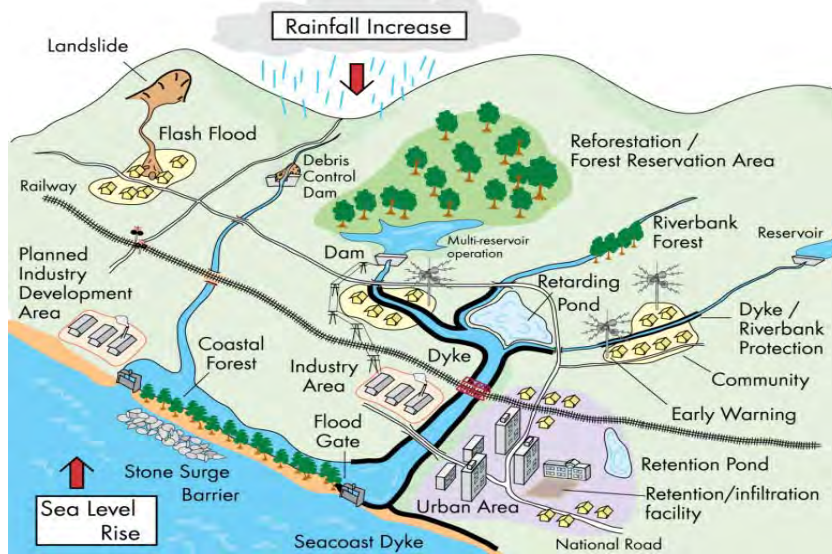 Rainfall Increase
Landslide
Flash Flood
Debris
Control
Dam
Reforestation /
Forest Reservation Area
Railway
Riverbank
Forest
Reservoir
Multi-reservoir
operation
Dam
Planned
Industry
Development
Area
Retarding
Pond
Dyke /
Riverbank
Protection
Coastal
Forest
Industry
Area
Dyke
Community
Early Warning
Flood
Gate
Stone Surge
Barrier
Retention Pond
Urban Area
Retention/infiltration
facility
Sea Level
Rise
Seacoast Dyke
National Road